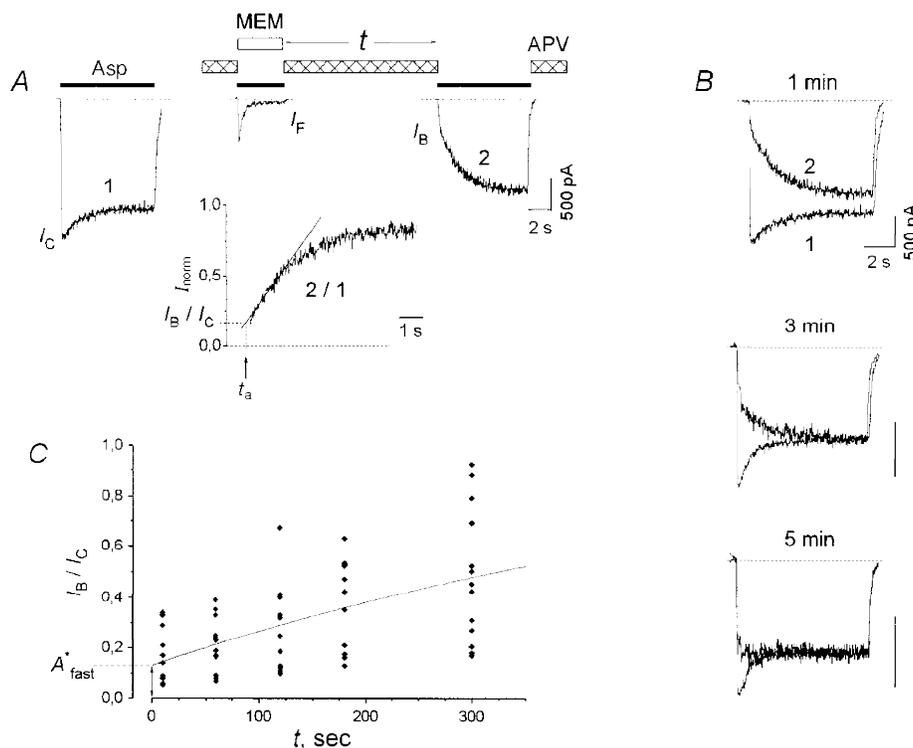 MEM
t
APV
A
Asp
B
1 min
I_F
I_B
2
2
1
1,0
500 pA
2 s
I_C
1
2 s
500 pA
0,5
I_norm
2 / 1
I_B / I_C
1 s
3 min
0,0
t_a
C
1,0
0,8
5 min
0,6
I_B / I_C
0,4
0,2
A*_fast
0,0
0
100
200
300
t, sec